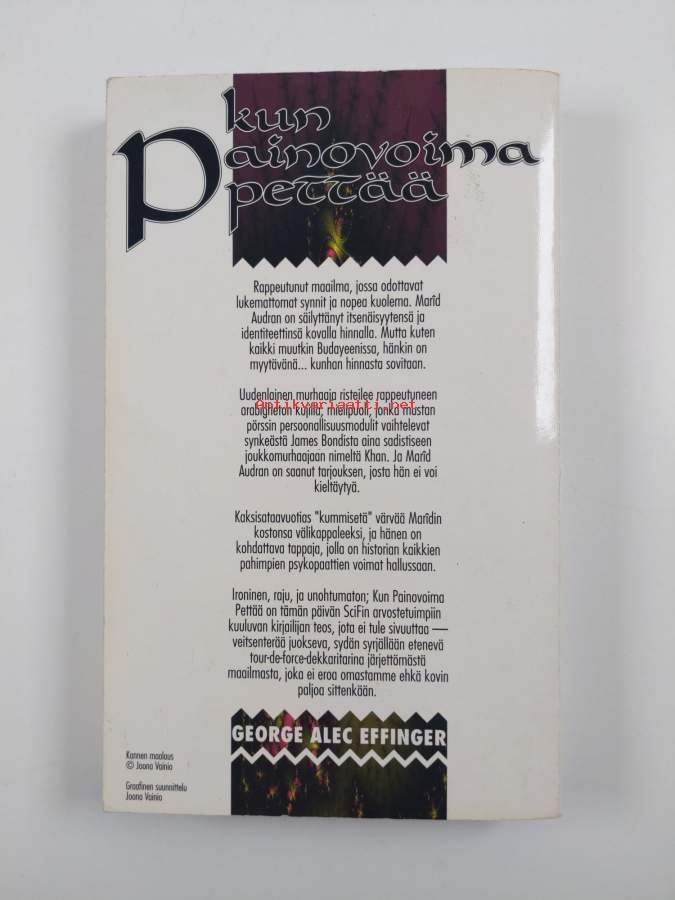 kun
Painovoima
pettää
Rappeutunut maailma, jossa odottavat
lukemattomat synnit ja nopea kuolema. Marîd
Audran on säilyttänyt itsenäisyytensä ja
identiteettinsä kovalla hinnalla. Mutta kuten
kaikki muutkin Budayeenissa, hänkin on
myytävänä... kunhan hinnasta sovitaan.
Uudenlainen murhaaja risteilee rappeutuneen
Antikvariaatti.net
arabigheton kujilla, mielipuoli, jonka mustan
pörssin persoonallisuusmodulit vaihtelevat
synkeästä James Bondista aina sadistiseen
joukkomurhaajaan nimeltä Khan. Ja Marîd
Audran on saanut tarjouksen, josta hän ei voi
kieltäytyä.
Kaksisataavuotias "kummisetä" värvää Marîdin
kostonsa välikappaleeksi, ja hänen on
kohdattava tappaja, jolla on historian kaikkien
pahimpien psykopaattien voimat hallussaan.
Ironinen, raju, ja unohtumaton; Kun Painovoima
Pettää on tämän päivän SciFin arvostetuimpiin
kuuluvan kirjailijan teos, jota ei tule sivuuttaa —
veitsenterää juokseva, sydän syrjällään etenevä
tour-de-force-dekkaritarina järjettömästä
maailmasta, joka ei eroa omastamme ehkä kovin
paljoa sittenkään.
GEORGE ALEC EFFINGER
Kannen maalaus
© Joona Vainio
Graafinen suunnittelu
Joona Vainio